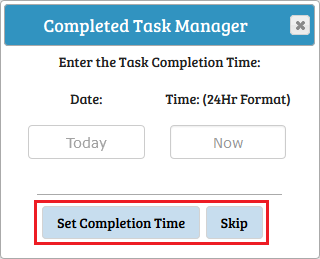 Completed Task Manager
Enter the Task Completion Time:
Date: Time: (24Hr Format)
Today Now
Set Completion Time Skip